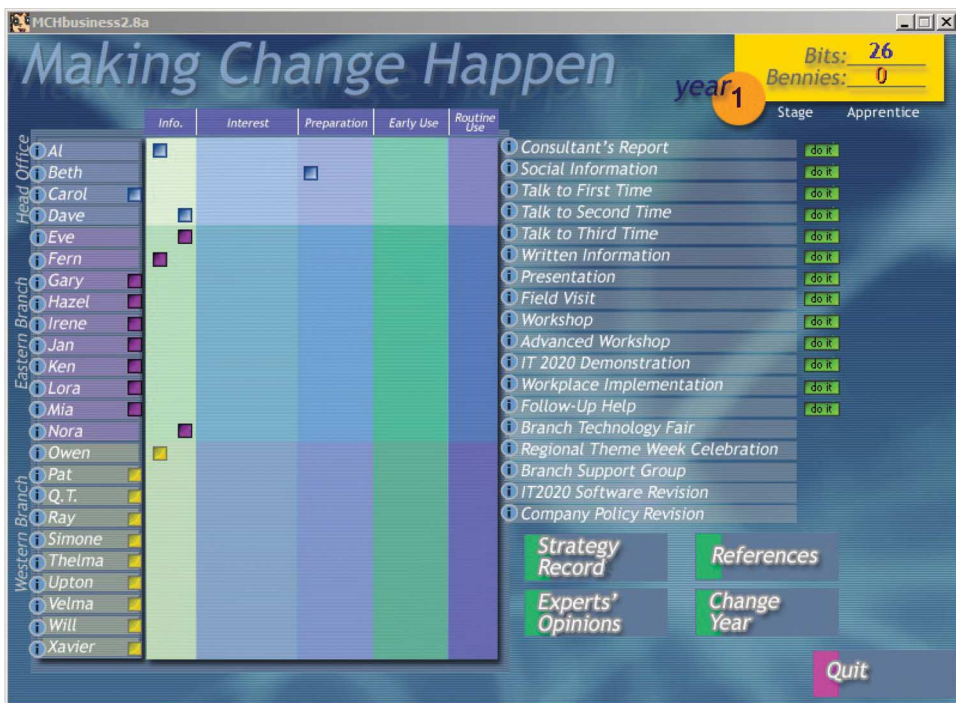 MCHbusiness2.8a
Making Change Happen
year 1
Bits: 26
Bennies: 0
Stage Apprentice
Info. Interest Preparation Early Use Routine Use
Head Office
Al
Beth
Carol
Dave
Eastern Branch
Eve
Fern
Gary
Hazel
Irene
Jan
Ken
Lora
Mia
Nora
Western Branch
Owen
Pat
Q.T.
Ray
Simone
Thelma
Upton
Velma
Will
Xavier
Consultant's Report do it
Social Information do it
Talk to First Time do it
Talk to Second Time do it
Talk to Third Time do it
Written Information do it
Presentation do it
Field Visit do it
Workshop do it
Advanced Workshop do it
IT 2020 Demonstration do it
Workplace Implementation do it
Follow-Up Help do it
Branch Technology Fair
Regional Theme Week Celebration
Branch Support Group
IT2020 Software Revision
Company Policy Revision
Strategy
Record
References
Experts'
Opinions
Change
Year
Quit